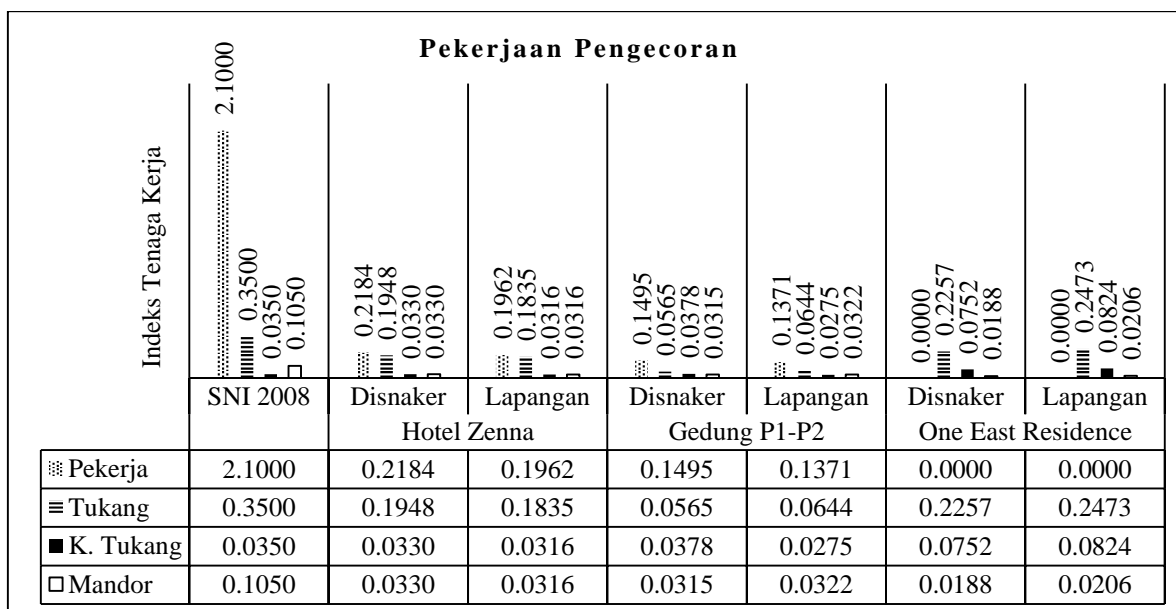 Pekerjaan Pengecoran
Indeks Tenaga Kerja
2.1000 0.3500 0.0350 0.1050 0.2184 0.1948 0.0330 0.0330 0.1962 0.1835 0.0316 0.0316 0.1495 0.0565 0.0378 0.0315 0.1371 0.0644 0.0275 0.0322 0.0000 0.2257 0.0752 0.0188 0.0000 0.2473 0.0824 0.0206
SNI 2008 Disnaker Lapangan Disnaker Lapangan Disnaker Lapangan
Hotel Zenna Gedung P1-P2 One East Residence
Pekerja 2.1000 0.2184 0.1962 0.1495 0.1371 0.0000 0.0000
Tukang 0.3500 0.1948 0.1835 0.0565 0.0644 0.2257 0.2473
K. Tukang 0.0350 0.0330 0.0316 0.0378 0.0275 0.0752 0.0824
Mandor 0.1050 0.0330 0.0316 0.0315 0.0322 0.0188 0.0206